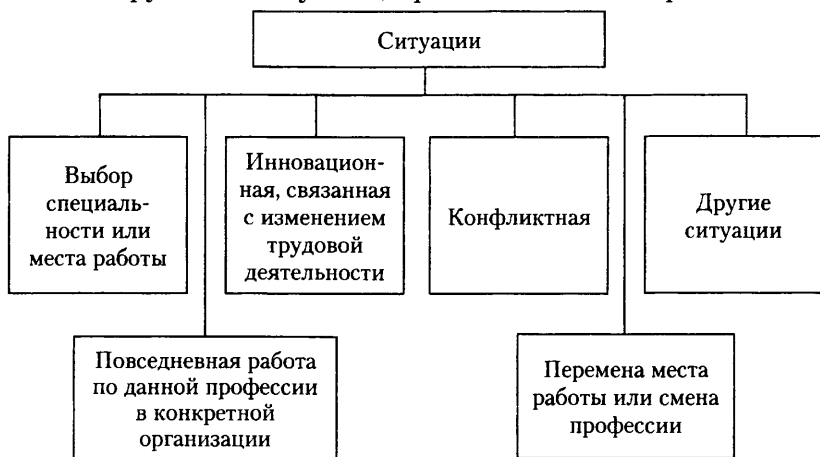 Ситуации
Выбор
специаль-
ности или
места работы
Инновацион-
ная, связанная
с изменением
трудовой
деятельности
Конфликтная
Другие
ситуации
Повседневная работа
по данной профессии
в конкретной
организации
Перемена места
работы или смена
профессии